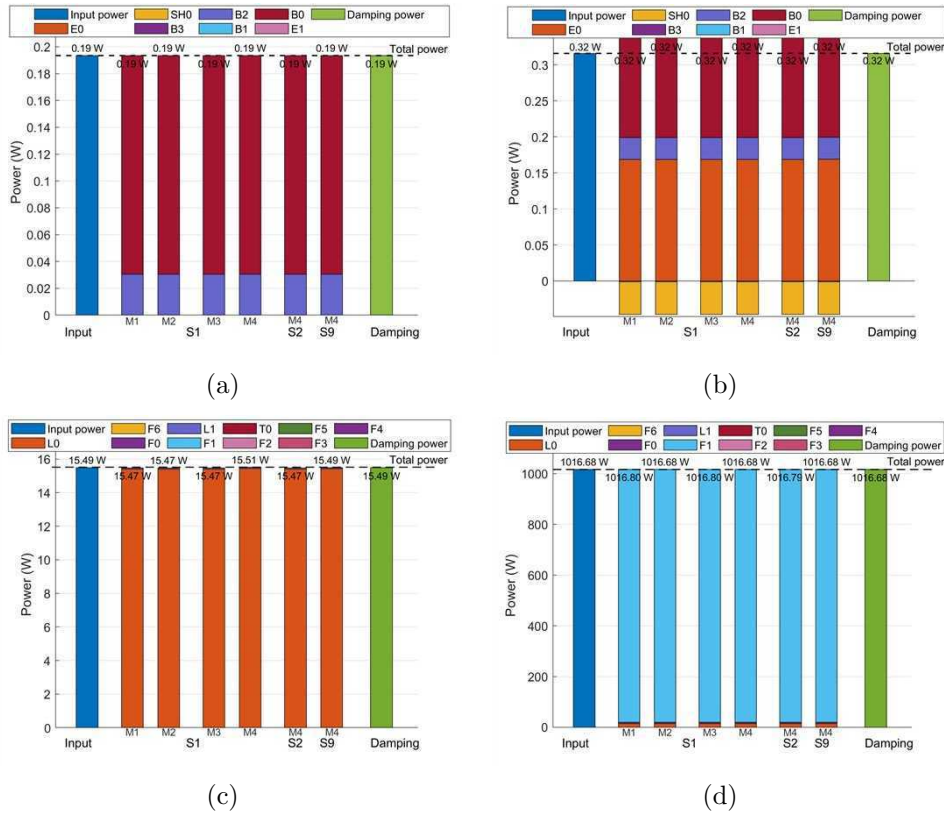 Input power SH0 B2 B0 Damping power
E0 B3 B1 E1
0.19 W 0.19 W 0.19 W 0.19 W Total power
0.19 W 0.19 W 0.19 W 0.19 W
0.2
0.18
0.16
0.14
0.12
0.1
0.08
0.06
0.04
0.02
0
Power (W)
M1 M2 M3 M4 M4 M4
Input S1 S2 S9 Damping
(a)
Input power SH0 B2 B0 Damping power
E0 B3 B1 E1
0.32 W 0.32 W 0.32 W 0.32 W Total power
0.32 W 0.32 W 0.32 W 0.32 W
0.3
0.25
0.2
0.15
0.1
0.05
0
Power (W)
M1 M2 M3 M4 M4 M4
Input S1 S2 S9 Damping
(b)
Input power F6 L1 T0 F5 F4
L0 F0 F1 F2 F3 Damping power
15.49 W 15.47 W 15.51 W 15.49 W Total power
15.47 W 15.47 W 15.47 W 15.49 W
16
14
12
10
8
6
4
2
0
Power (W)
M1 M2 M3 M4 M4 M4
Input S1 S2 S9 Damping
(c)
Input power F6 L1 T0 F5 F4
L0 F0 F1 F2 F3 Damping power
1016.68 W 1016.68 W 1016.68 W 1016.68 W Total power
1016.80 W 1016.80 W 1016.79 W 1016.68 W
1000
800
600
400
200
0
Power (W)
M1 M2 M3 M4 M4 M4
Input S1 S2 S9 Damping
(d)